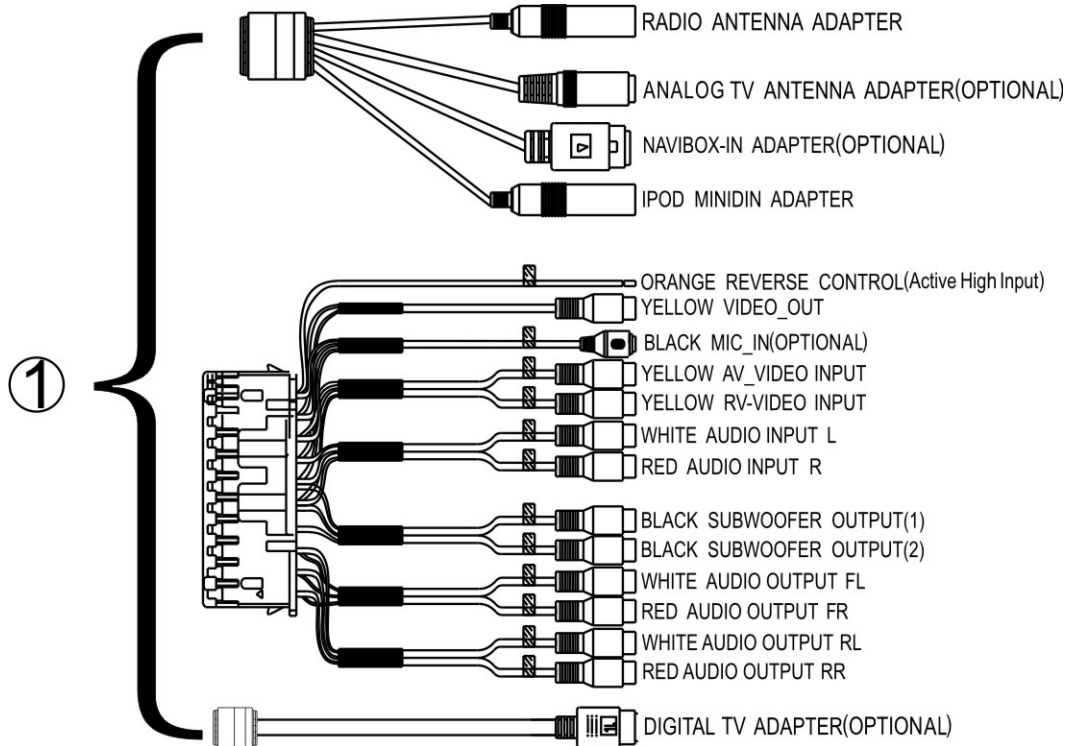 RADIO ANTENNA ADAPTER
ANALOG TV ANTENNA ADAPTER(OPTIONAL)
NAVIBOX-IN ADAPTER(OPTIONAL)
IPOD MINIDIN ADAPTER
ORANGE REVERSE CONTROL(Active High Input)
YELLOW VIDEO_OUT
BLACK MIC_IN(OPTIONAL)
①
YELLOW AV_VIDEO INPUT
YELLOW RV-VIDEO INPUT
WHITE AUDIO INPUT L
RED AUDIO INPUT R
BLACK SUBWOOFER OUTPUT(1)
BLACK SUBWOOFER OUTPUT(2)
WHITE AUDIO OUTPUT FL
RED AUDIO OUTPUT FR
WHITE AUDIO OUTPUT RL
RED AUDIO OUTPUT RR
DIGITAL TV ADAPTER(OPTIONAL)